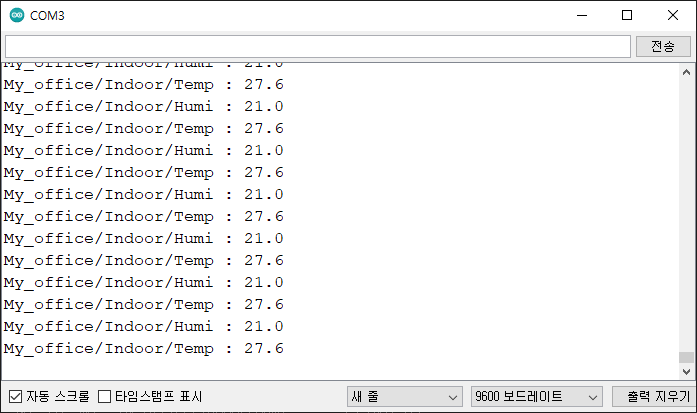 COM3
전송
My_office/Indoor/Humi : 21.0
My_office/Indoor/Temp : 27.6
My_office/Indoor/Humi : 21.0
My_office/Indoor/Temp : 27.6
My_office/Indoor/Humi : 21.0
My_office/Indoor/Temp : 27.6
My_office/Indoor/Humi : 21.0
My_office/Indoor/Temp : 27.6
My_office/Indoor/Humi : 21.0
My_office/Indoor/Temp : 27.6
My_office/Indoor/Humi : 21.0
My_office/Indoor/Temp : 27.6
My_office/Indoor/Humi : 21.0
My_office/Indoor/Temp : 27.6
자동 스크롤 타임스탬프 표시 새 줄 9600 보드레이트 출력 지우기